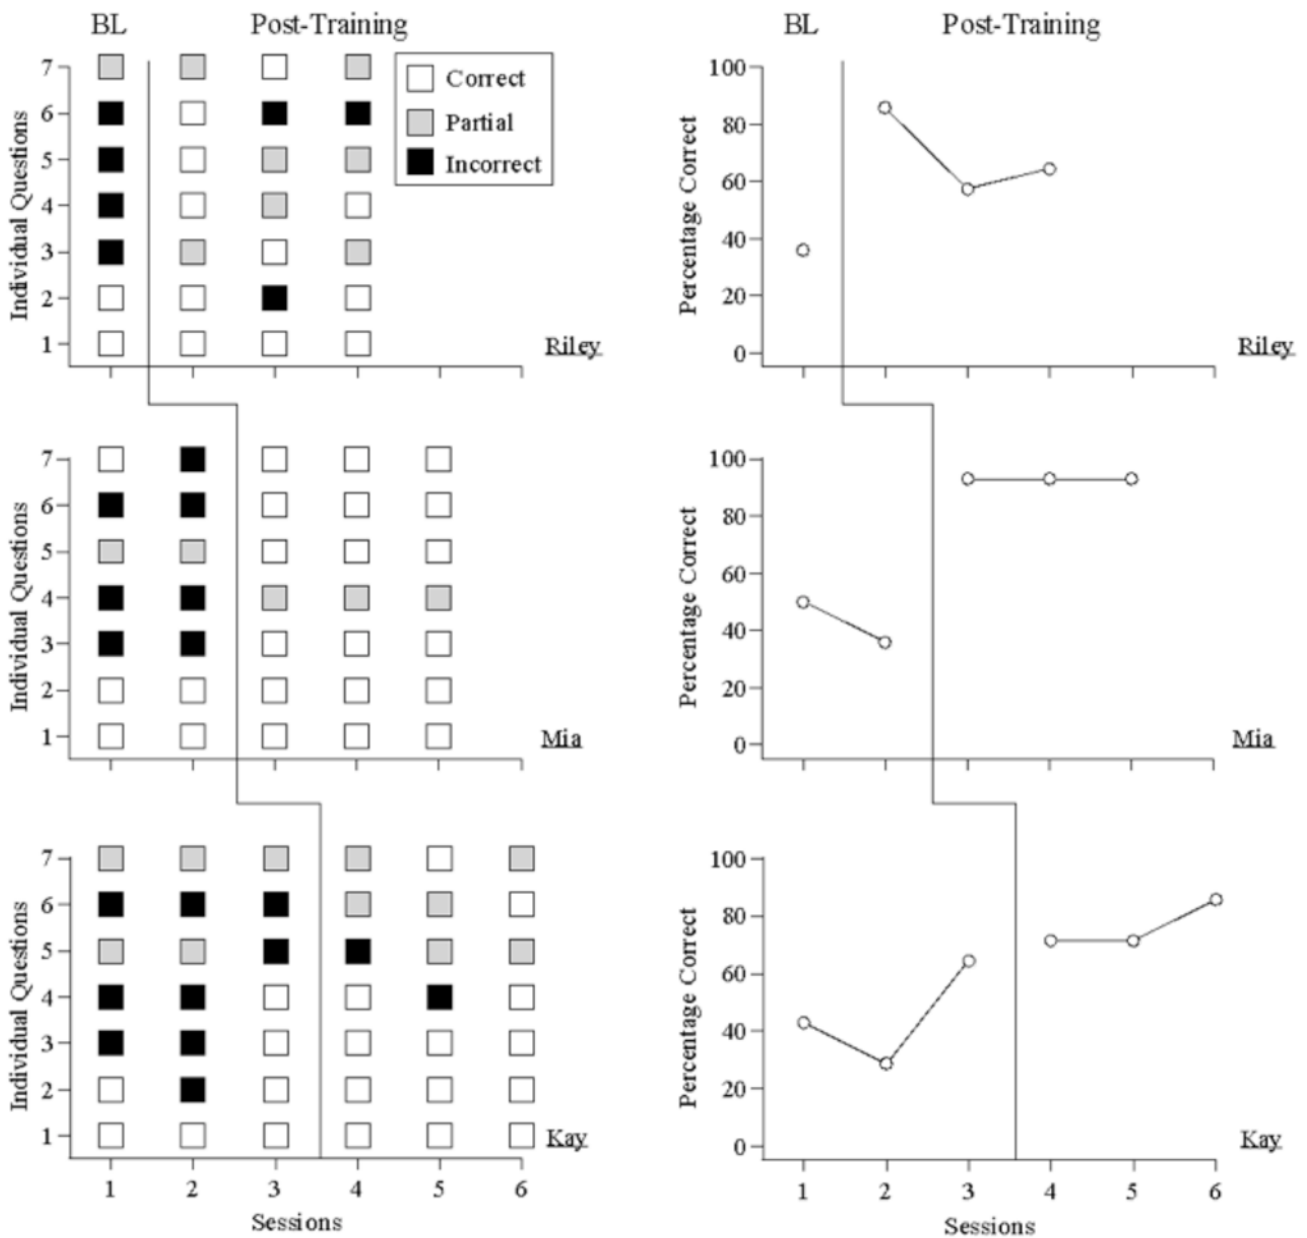 BL Post-Training
Individual Questions
7
6
5
4
3
2
1
Correct
Partial
Incorrect
Riley
Individual Questions
7
6
5
4
3
2
1
Mia
Individual Questions
7
6
5
4
3
2
1
Kay
1 2 3 4 5 6
Sessions
BL Post-Training
Percentage Correct
100
80
60
40
20
0
Riley
Percentage Correct
100
80
60
40
20
0
Mia
Percentage Correct
100
80
60
40
20
0
Kay
1 2 3 4 5 6
Sessions